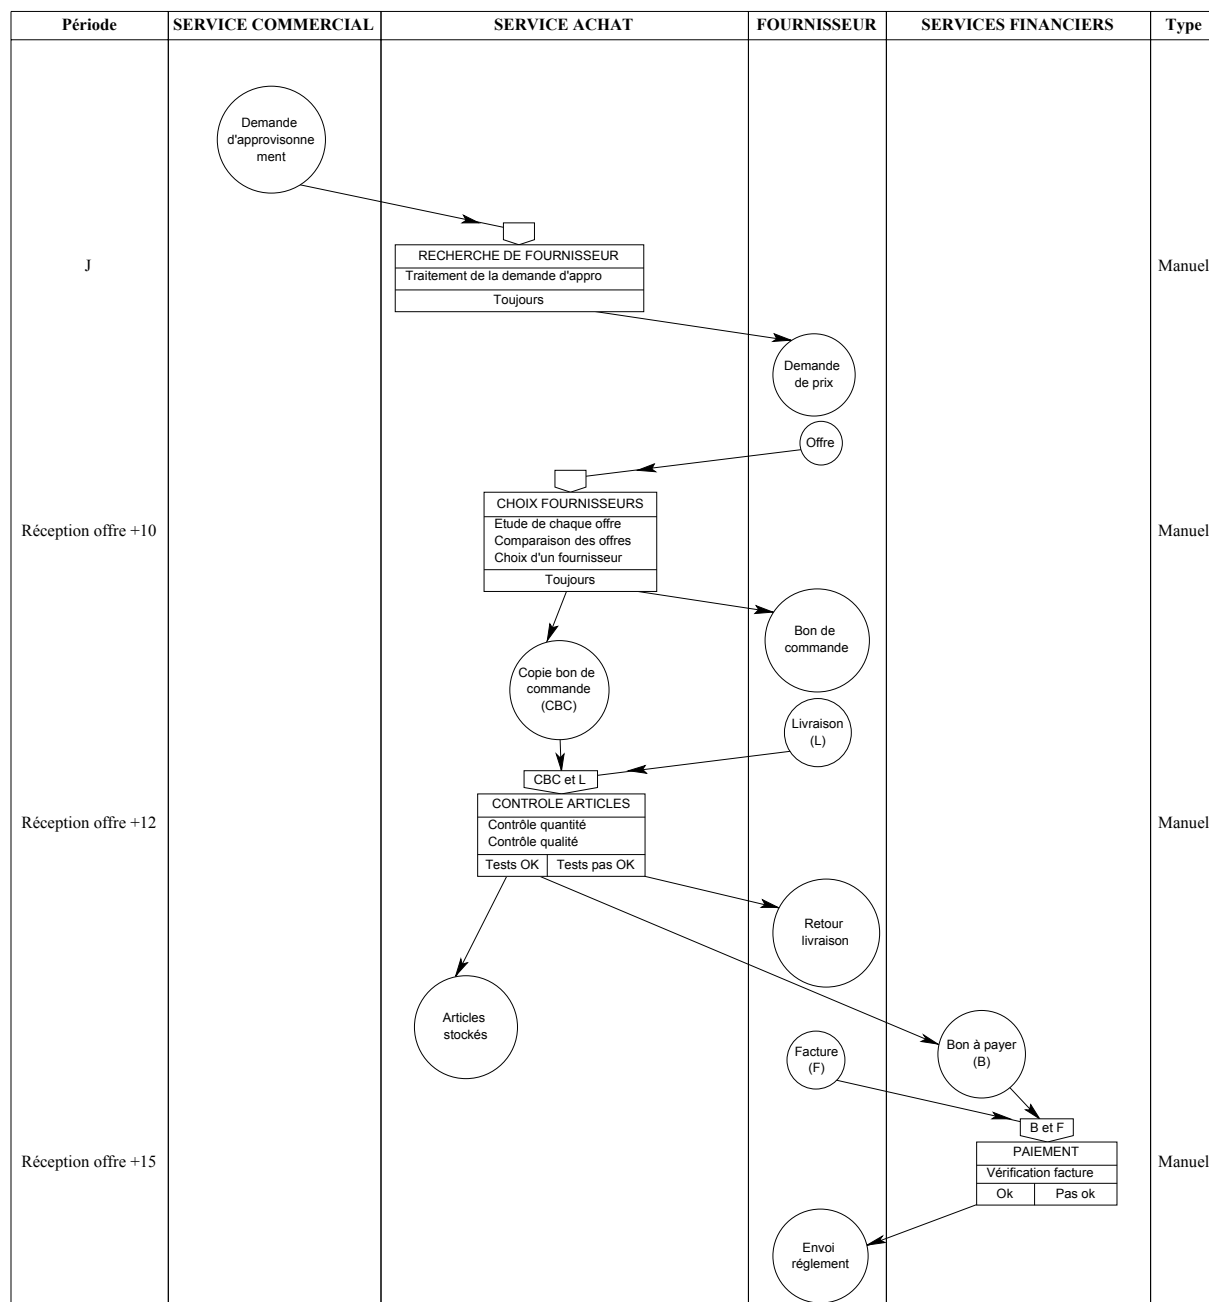 Période
SERVICE COMMERCIAL
SERVICE ACHAT
FOURNISSEUR
SERVICES FINANCIERS
Type
Demande
d'approvisonne
ment
RECHERCHE DE FOURNISSEUR
Traitement de la demande d'appro
Toujours
J
Manuel
Demande
de prix
Offre
CHOIX FOURNISSEURS
Etude de chaque offre
Comparaison des offres
Choix d'un fournisseur
Toujours
Réception offre +10
Manuel
Bon de
commande
Copie bon de
commande
(CBC)
Livraison
(L)
CBC et L
CONTROLE ARTICLES
Contrôle quantité
Contrôle qualité
Tests OK
Tests pas OK
Réception offre +12
Manuel
Retour
livraison
Articles
stockés
Facture
(F)
Bon à payer
(B)
B et F
PAIEMENT
Vérification facture
Ok
Pas ok
Réception offre +15
Manuel
Envoi
réglement